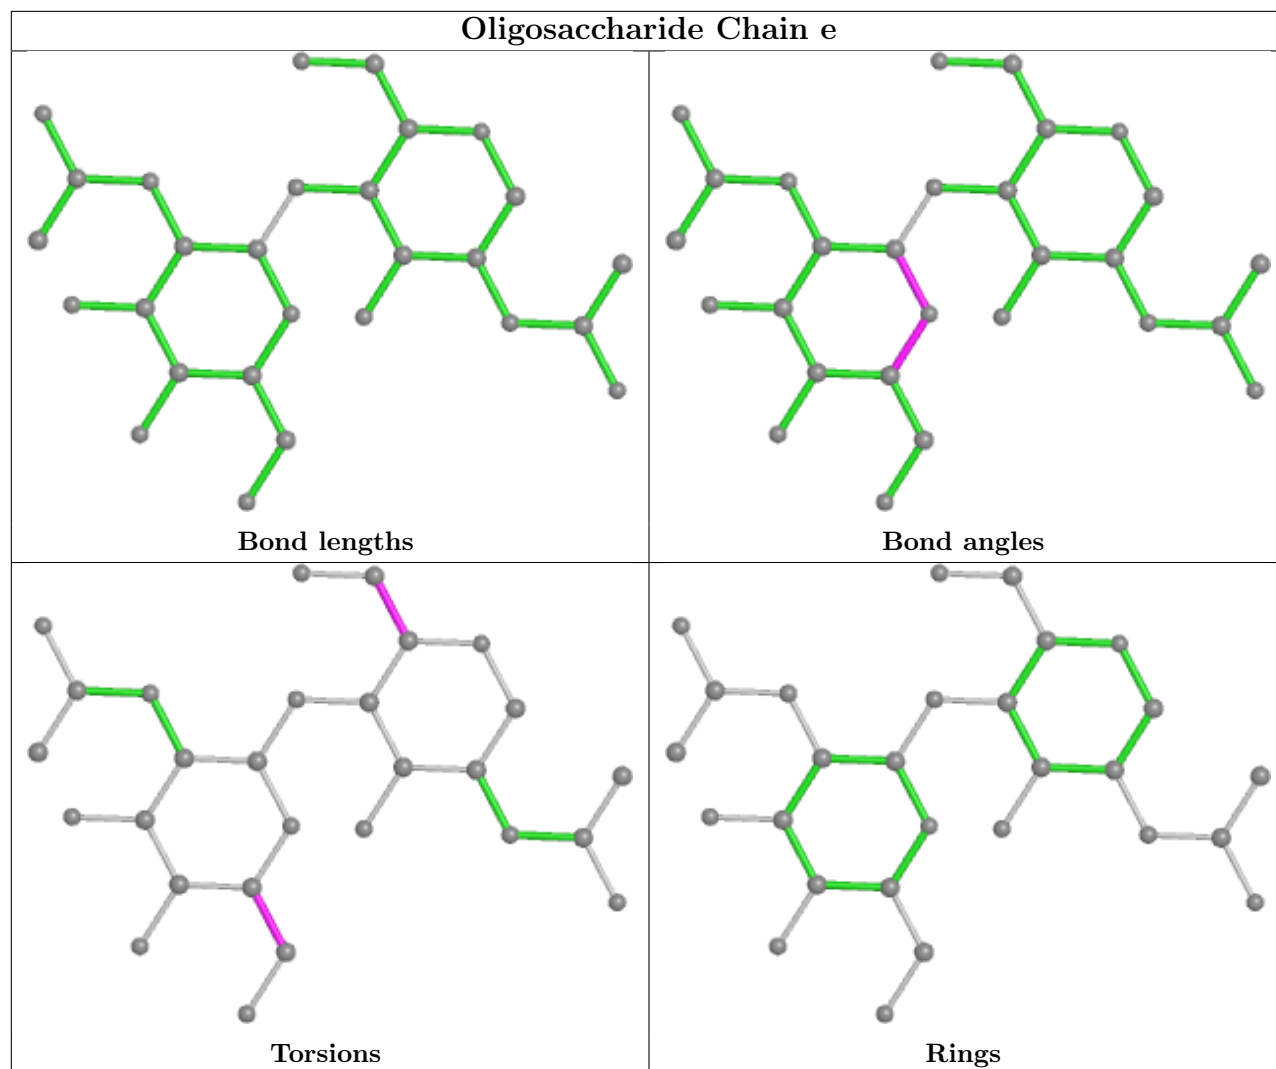 Oligosaccharide Chain e
Bond lengths
Bond angles
Torsions
Rings